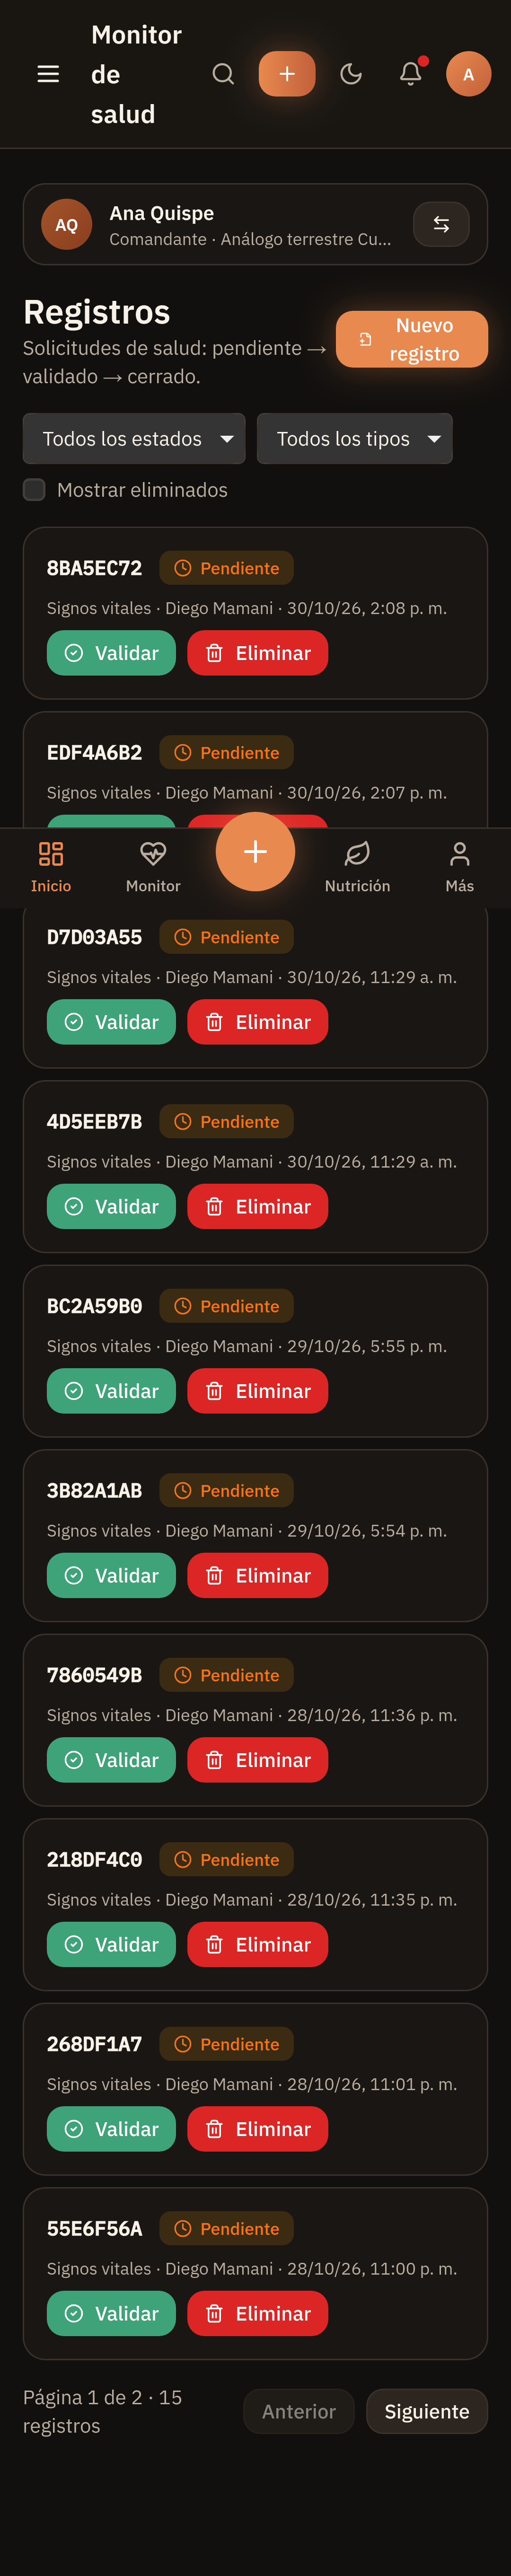 Monitor
de
salud
A
AQ
Ana Quispe
Comandante · Análogo terrestre Cu...
Registros
Solicitudes de salud: pendiente →
validado → cerrado.
Nuevo
registro
Todos los estados
Todos los tipos
Mostrar eliminados
8BA5EC72 Pendiente
Signos vitales · Diego Mamani · 30/10/26, 2:08 p. m.
Validar Eliminar
EDF4A6B2 Pendiente
Signos vitales · Diego Mamani · 30/10/26, 2:07 p. m.
Inicio Monitor Nutrición Más
D7D03A55 Pendiente
Signos vitales · Diego Mamani · 30/10/26, 11:29 a. m.
Validar Eliminar
4D5EEB7B Pendiente
Signos vitales · Diego Mamani · 30/10/26, 11:29 a. m.
Validar Eliminar
BC2A59B0 Pendiente
Signos vitales · Diego Mamani · 29/10/26, 5:55 p. m.
Validar Eliminar
3B82A1AB Pendiente
Signos vitales · Diego Mamani · 29/10/26, 5:54 p. m.
Validar Eliminar
7860549B Pendiente
Signos vitales · Diego Mamani · 28/10/26, 11:36 p. m.
Validar Eliminar
218DF4C0 Pendiente
Signos vitales · Diego Mamani · 28/10/26, 11:35 p. m.
Validar Eliminar
268DF1A7 Pendiente
Signos vitales · Diego Mamani · 28/10/26, 11:01 p. m.
Validar Eliminar
55E6F56A Pendiente
Signos vitales · Diego Mamani · 28/10/26, 11:00 p. m.
Validar Eliminar
Página 1 de 2 · 15
registros
Anterior Siguiente